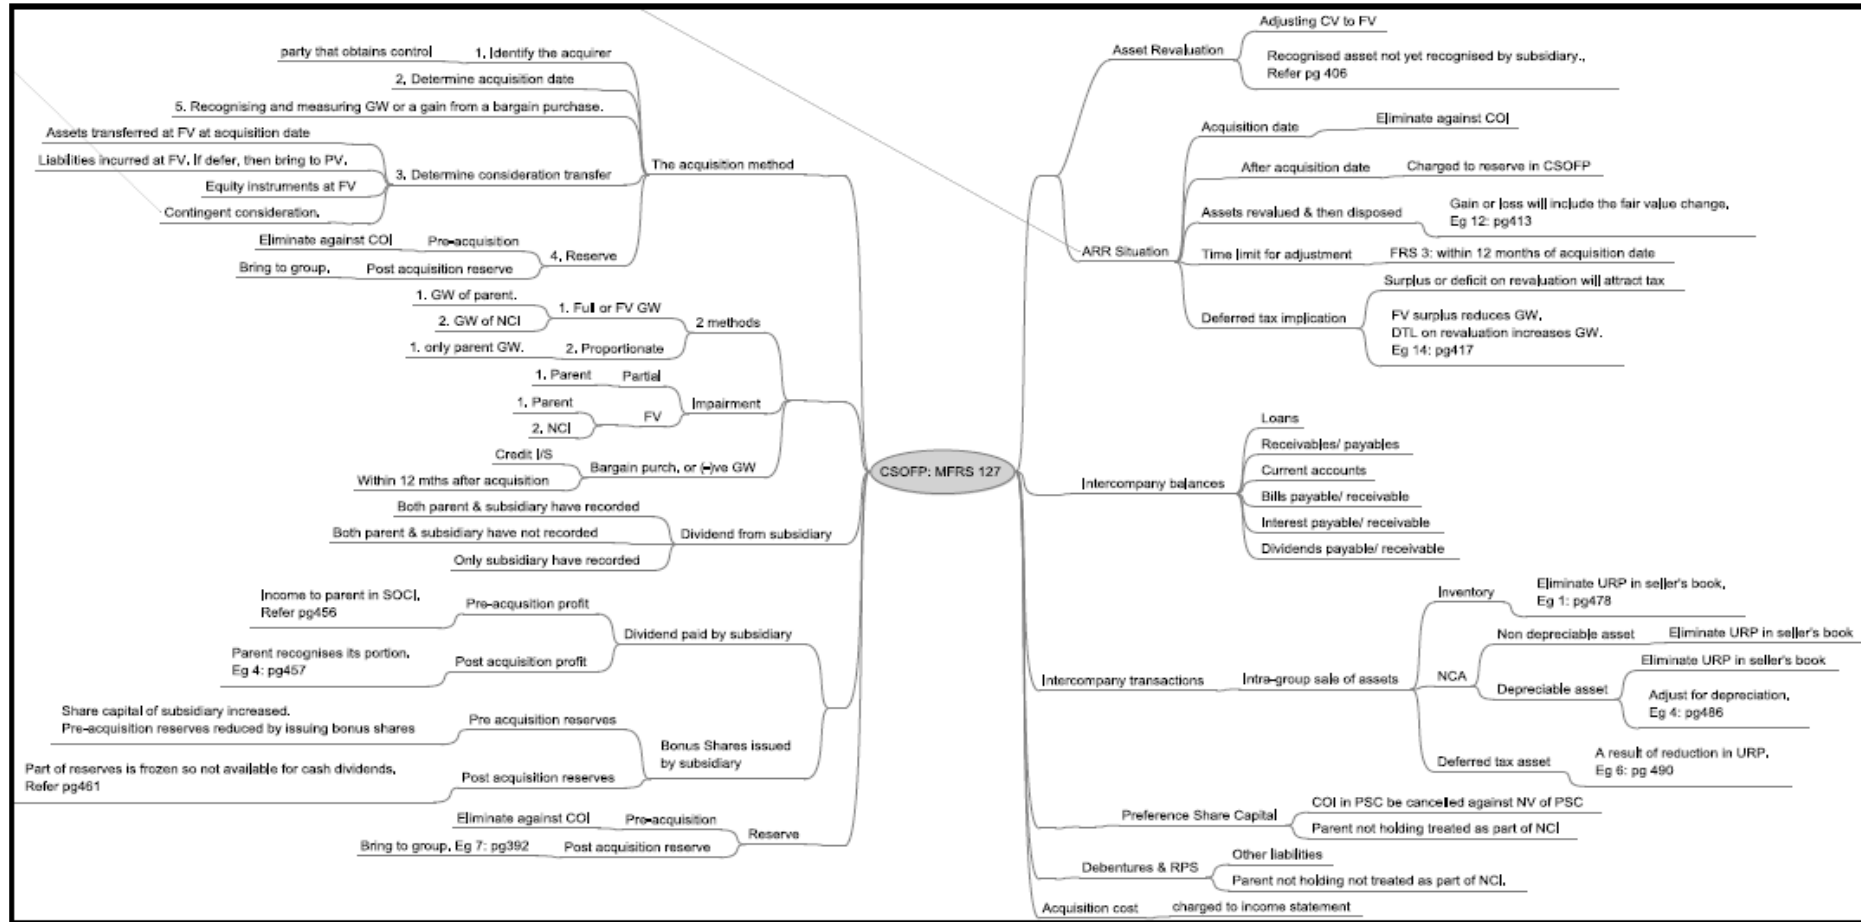 CSOFP: MFRS 127
The acquisition method
1. Identify the acquirer
party that obtains control
2. Determine acquisition date
5. Recognising and measuring GW or a gain from a bargain purchase.
3. Determine consideration transfer
Assets transferred at FV at acquisition date
Liabilities incurred at FV. If defer, then bring to PV.
Equity instruments at FV
Contingent consideration.
4. Reserve
Pre-acquisition
Eliminate against COI
Post acquisition reserve
Bring to group.
2 methods
1. Full or FV GW
1. GW of parent.
2. GW of NCI
2. Proportionate
1. only parent GW.
Impairment
Partial
1. Parent
FV
1. Parent
2. NCI
Bargain purch, or (-)ve GW
Credit I/S
Within 12 mths after acquisition
Dividend from subsidiary
Both parent & subsidiary have recorded
Both parent & subsidiary have not recorded
Only subsidiary have recorded
Dividend paid by subsidiary
Pre-acqusition profit
Income to parent in SOCI.
Refer pg456
Post acquisition profit
Parent recognises its portion.
Eg 4: pg457
Bonus Shares issued
by subsidiary
Pre acquisition reserves
Share capital of subsidiary increased.
Pre-acquisition reserves reduced by issuing bonus shares
Post acquisition reserves
Part of reserves is frozen so not available for cash dividends.
Refer pg461
Reserve
Pre-acquisition
Eliminate against COI
Post acquisition reserve
Bring to group, Eg 7: pg392
Asset Revaluation
Adjusting CV to FV
Recognised asset not yet recognised by subsidiary.,
Refer pg 406
ARR Situation
Acquisition date
Eliminate against COI
After acquisition date
Charged to reserve in CSOFP
Assets revalued & then disposed
Gain or loss will include the fair value change.
Eg 12: pg413
Time limit for adjustment
FRS 3: within 12 months of acquisition date
Deferred tax implication
Surplus or deficit on revaluation will attract tax
FV surplus reduces GW.
DTL on revaluation increases GW.
Eg 14: pg417
Intercompany balances
Loans
Receivables/ payables
Current accounts
Bills payable/ receivable
Interest payable/ receivable
Dividends payable/ receivable
Intercompany transactions
Intra-group sale of assets
Inventory
Eliminate URP in seller's book.
Eg 1: pg478
NCA
Non depreciable asset
Eliminate URP in seller's book
Depreciable asset
Eliminate URP in seller's book
Adjust for depreciation.
Eg 4: pg486
Deferred tax asset
A result of reduction in URP.
Eg 6: pg 490
Preference Share Capital
COI in PSC be cancelled against NV of PSC
Parent not holding treated as part of NCI
Debentures & RPS
Other liabilities
Parent not holding not treated as part of NCI.
Acquisition cost
charged to income statement